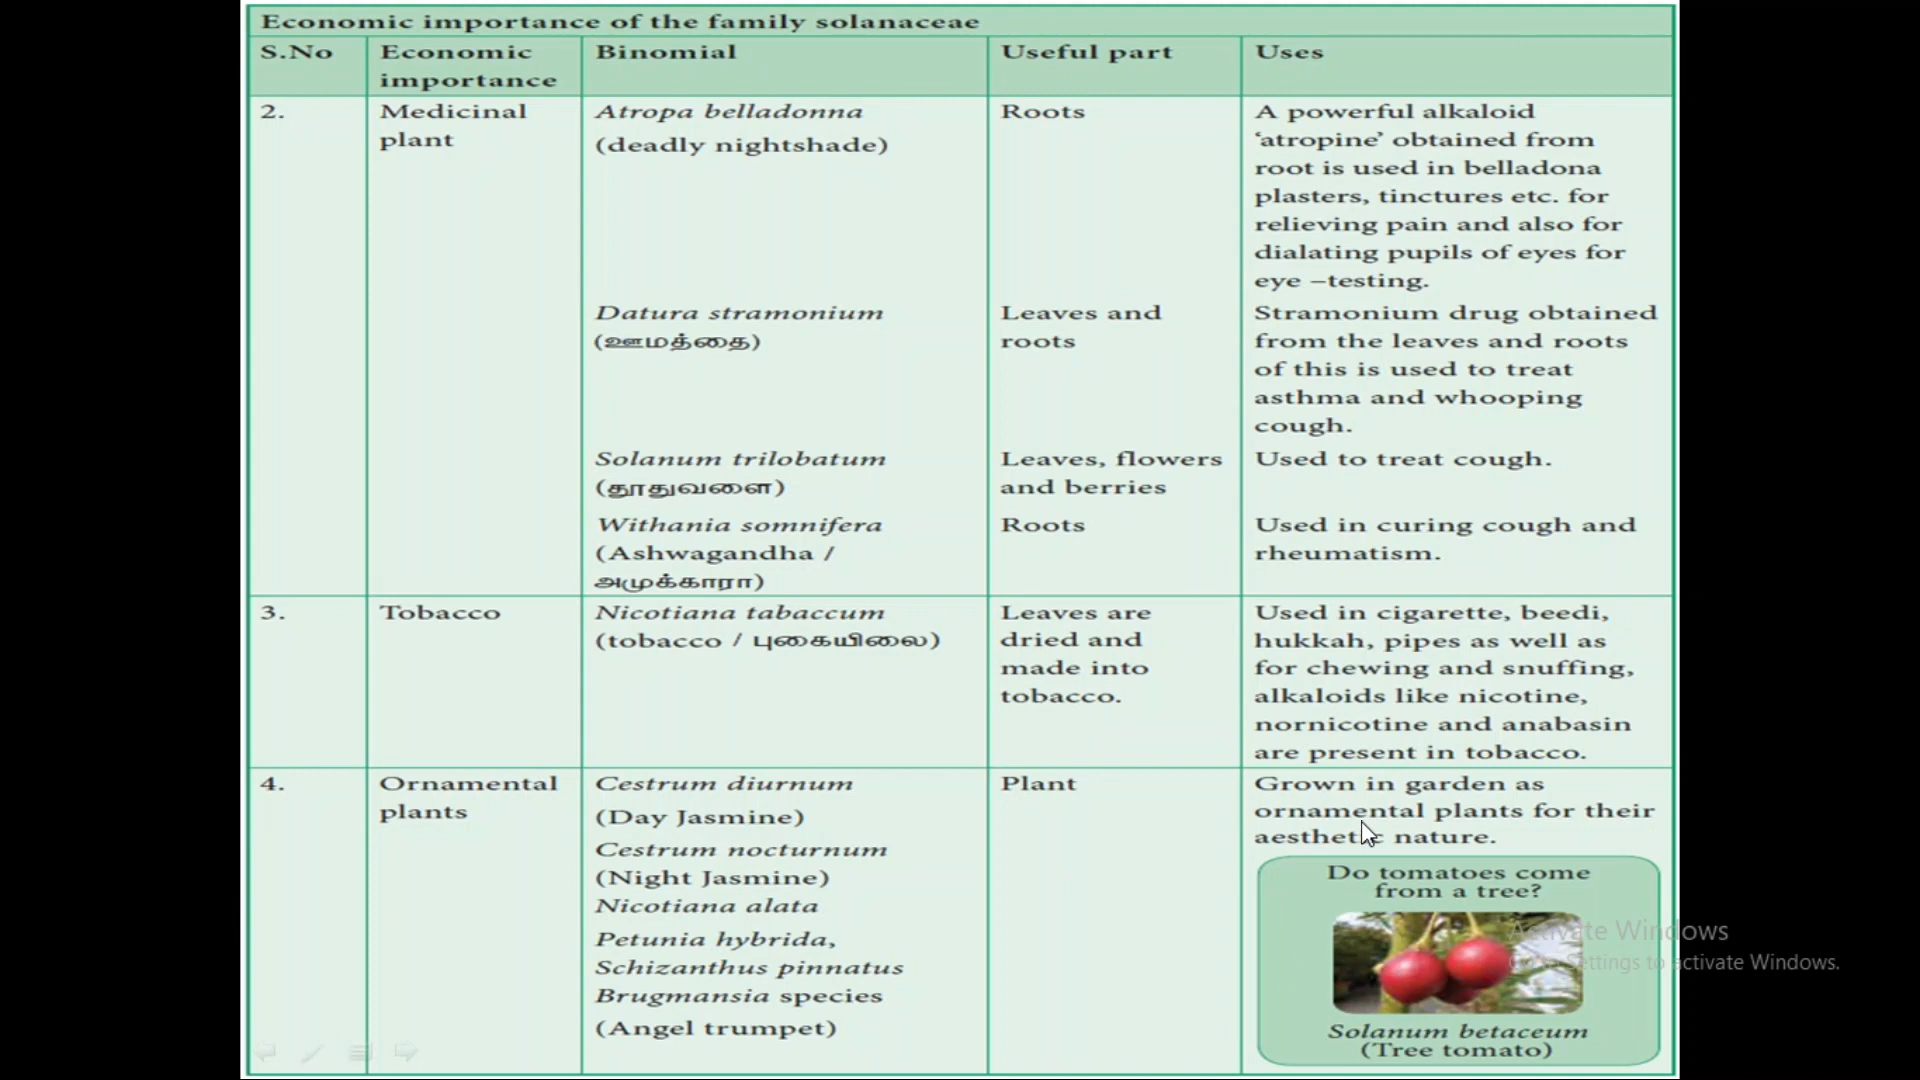 Economic importance of the family solanaceae
S.No
Economic
importance
Binomial
Useful part
Uses
2.
Medicinal
plant
Atropa belladonna
(deadly nightshade)
Roots
A powerful alkaloid
‘atropine’ obtained from
root is used in belladona
plasters, tinctures etc. for
relieving pain and also for
dialating pupils of eyes for
eye –testing.
Datura stramonium
(ஊமத்தை)
Leaves and
roots
Stramonium drug obtained
from the leaves and roots
of this is used to treat
asthma and whooping
cough.
Solanum trilobatum
(தூதுவளை)
Leaves, flowers
and berries
Used to treat cough.
Withania somnifera
(Ashwagandha /
அமுக்காரா)
Roots
Used in curing cough and
rheumatism.
3.
Tobacco
Nicotiana tabaccum
(tobacco / புகையிலை)
Leaves are
dried and
made into
tobacco.
Used in cigarette, beedi,
hukkah, pipes as well as
for chewing and snuffing,
alkaloids like nicotine,
nornicotine and anabasin
are present in tobacco.
4.
Ornamental
plants
Cestrum diurnum
(Day Jasmine)
Cestrum nocturnum
(Night Jasmine)
Nicotiana alata
Petunia hybrida,
Schizanthus pinnatus
Brugmansia species
(Angel trumpet)
Plant
Grown in garden as
ornamental plants for their
aesthetic nature.
Do tomatoes come
from a tree?
Solanum betaceum
(Tree tomato)
Activate Windows
Go to Settings to activate Windows.